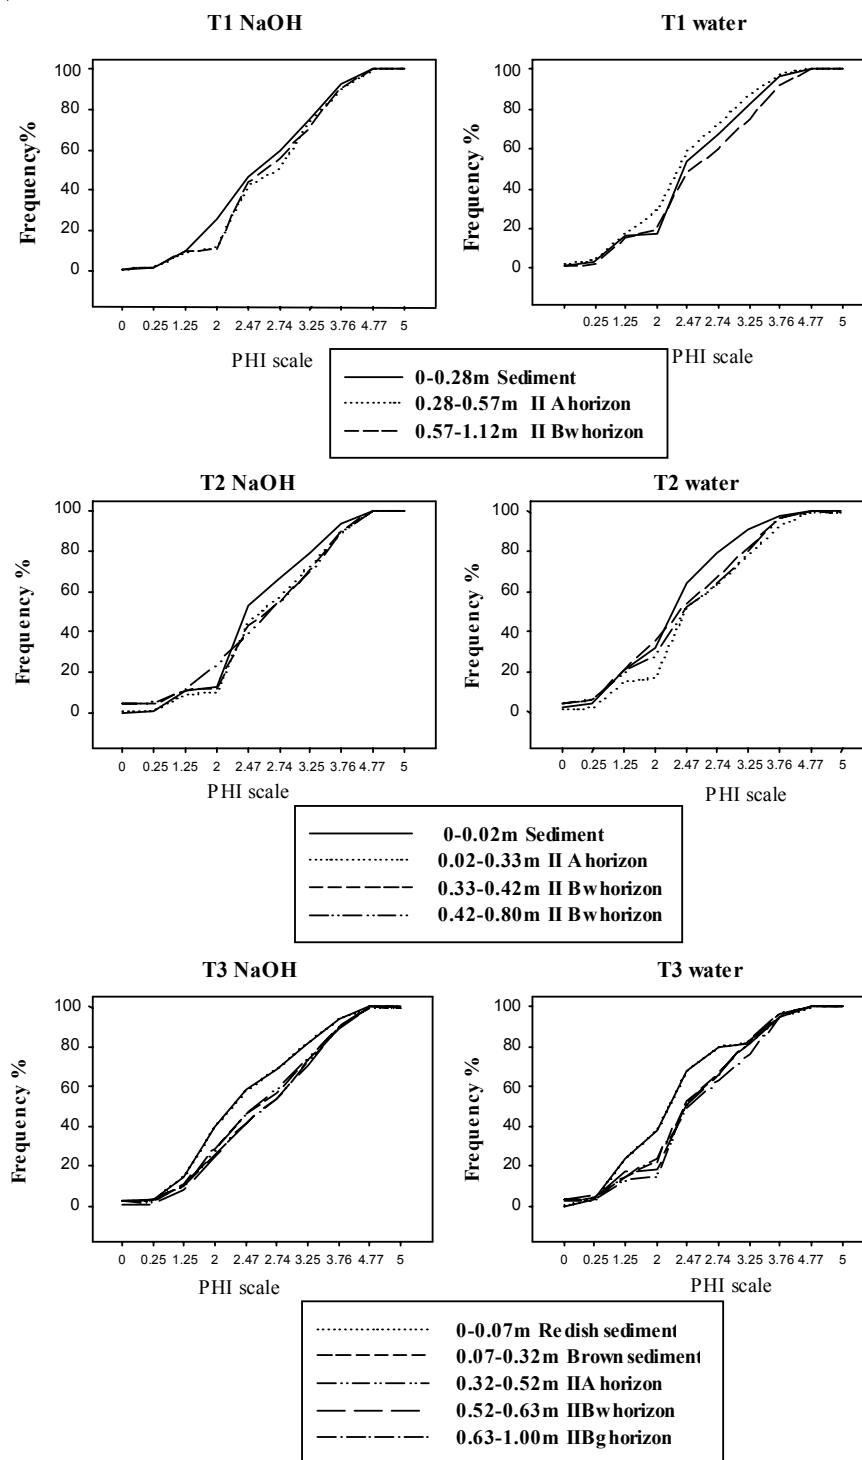 T1 NaOH
T1 water
Frequency%
100
80
60
40
20
0
0 0.25 1.25 2 2.47 2.74 3.25 3.76 4.77 5
PHI scale
Frequency %
100
80
60
40
20
0
0.25 1.25 2 2.47 2.74 3.25 3.76 4.77 5
PHI scale
0-0.28m Sediment
0.28-0.57m II A horizon
0.57-1.12m II Bw horizon
T2 NaOH
T2 water
Frequency %
100
80
60
40
20
0
0 0.25 1.25 2 2.47 2.74 3.25 3.76 4.77 5
PHI scale
Frequency %
100
80
60
40
20
0
0 0.25 1.25 2 2.47 2.74 3.25 3.76 4.77 5
PHI scale
0-0.02m Sediment
0.02-0.33m II A horizon
0.33-0.42m II Bw horizon
0.42-0.80m II Bw horizon
T3 NaOH
T3 water
Frequency %
100
80
60
40
20
0
0 0.25 1.25 2 2.47 2.74 3.25 3.76 4.77 5
PHI scale
Frequency %
100
80
60
40
20
0
0 0.25 1.25 2 2.47 2.74 3.25 3.76 4.77 5
PHI scale
0-0.07m Redish sediment
0.07-0.32m Brown sediment
0.32-0.52m IIA horizon
0.52-0.63m IIBw horizon
0.63-1.00m IIBg horizon